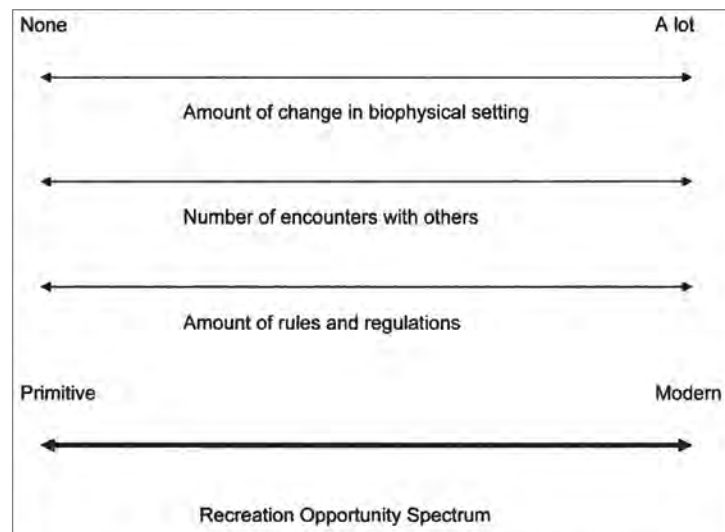 None A lot
Amount of change in biophysical setting
Number of encounters with others
Amount of rules and regulations
Primitive Modern
Recreation Opportunity Spectrum